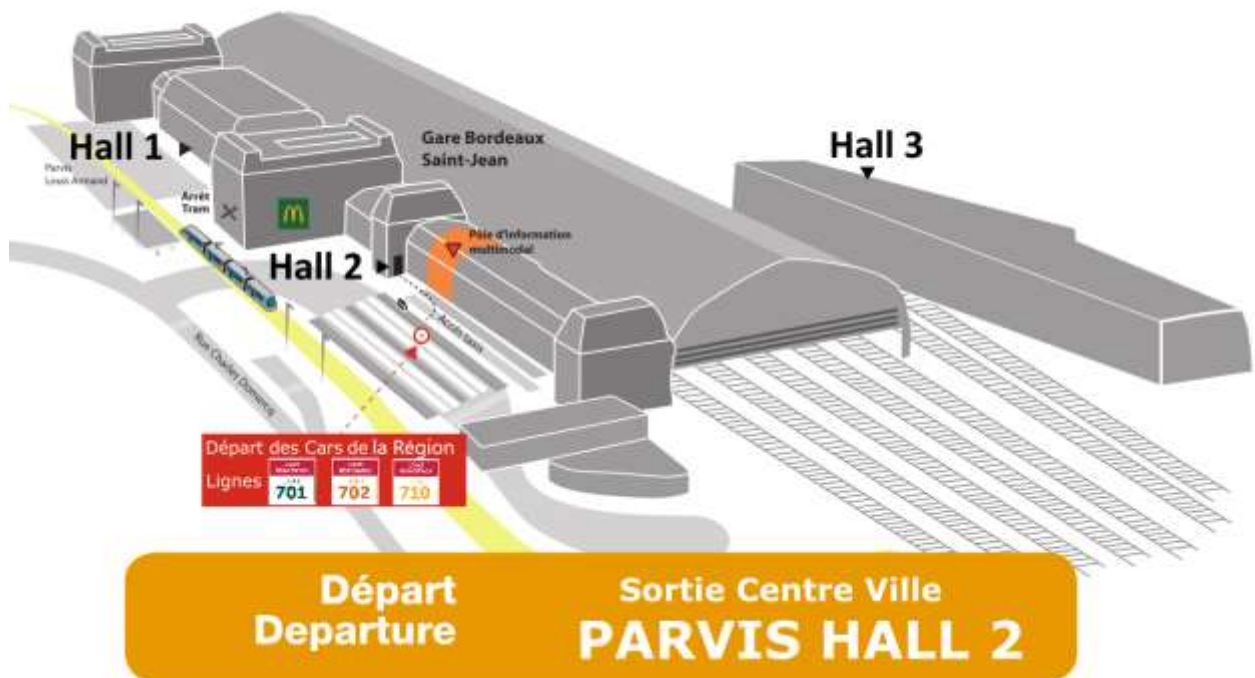 Hall 1
Parvis
Louis Armand
Arrêt
Tram
Gare Bordeaux
Saint-Jean
Hall 3
Hall 2
Pôle d'information
multimodal
Accès taxis
Rue Charles Domercq
Départ des Cars de la Région
Lignes 701 702 710
Départ
Departure
Sortie Centre Ville
PARVIS HALL 2